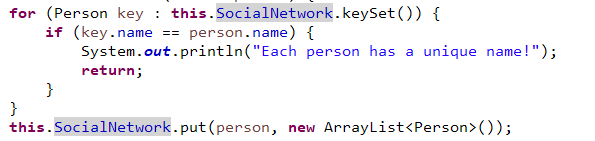 for (Person key : this.SocialNetwork.keySet()) {
    if (key.name == person.name) {
        System.out.println("Each person has a unique name!");
        return;
    }
}
this.SocialNetwork.put(person, new ArrayList<Person>());